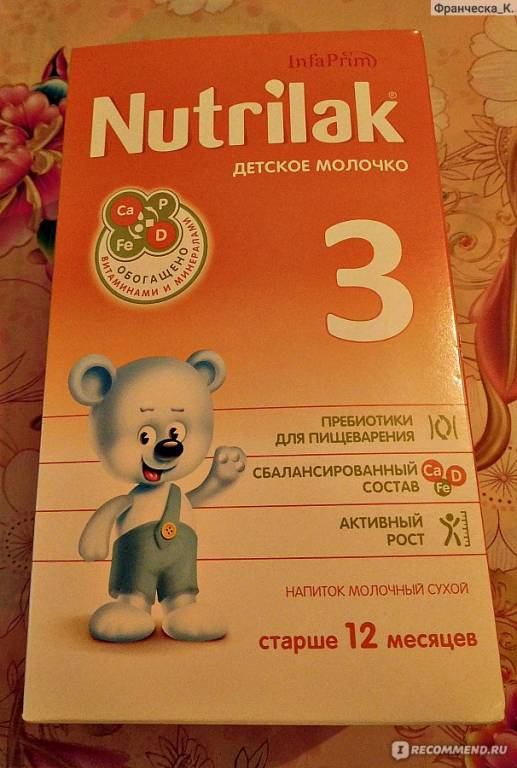 Франческа_К.
InfaPrim
Nutrilak®
ДЕТСКОЕ МОЛОЧКО
Ca P
Fe D
ОБОГАЩЕНО
ВИТАМИНАМИ И МИНЕРАЛАМИ
3
ПРЕБИОТИКИ
ДЛЯ ПИЩЕВАРЕНИЯ
СБАЛАНСИРОВАННЫЙ
СОСТАВ
Ca D
Fe
АКТИВНЫЙ
РОСТ
НАПИТОК МОЛОЧНЫЙ СУХОЙ
старше 12 месяцев
IRECOMMEND.RU